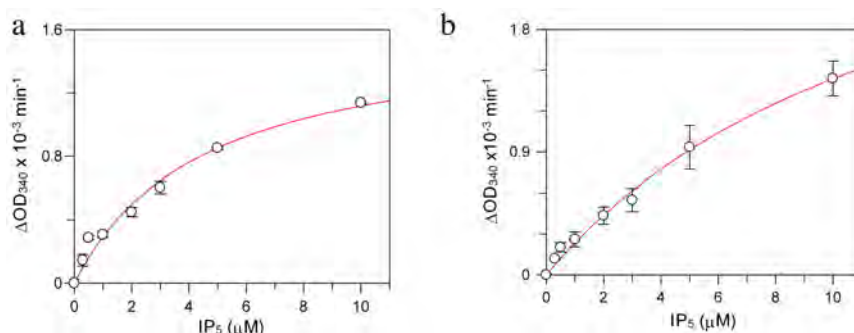 a
1.6
0.8
0
ΔOD₃₄₀ x 10⁻³ min⁻¹
0 2 4 6 8 10
IP₅ (μM)
b
1.8
0.9
0
ΔOD₃₄₀ x 10⁻³ min⁻¹
0 2 4 6 8 10
IP₅ (μM)